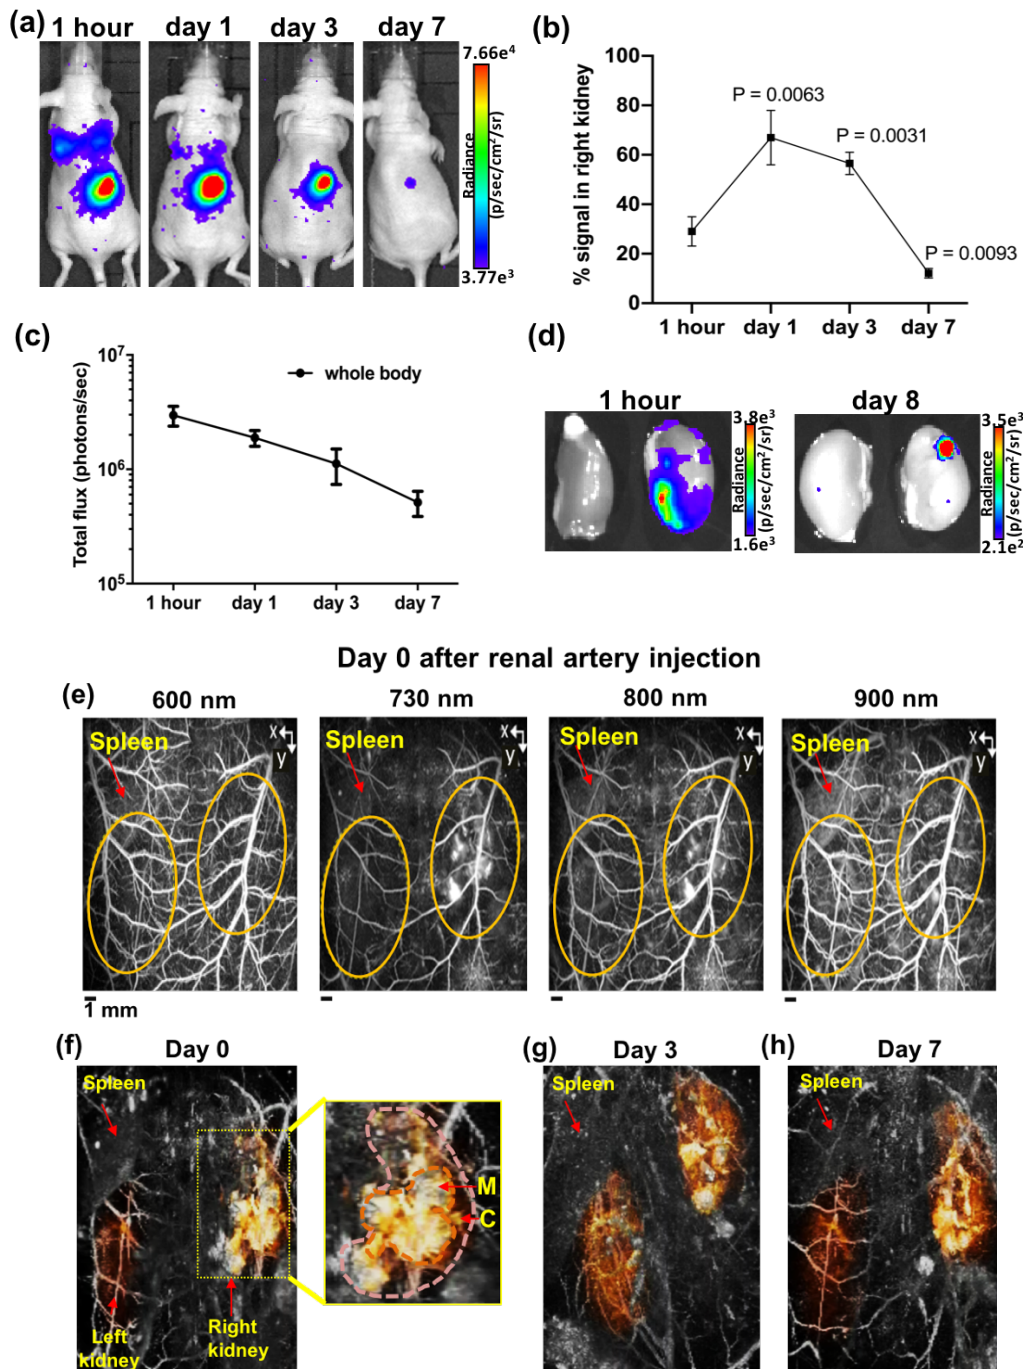 (a)
1 hour
day 1
day 3
day 7
7.66e⁴
Radiance
(p/sec/cm²/sr)
3.77e³
(b)
% signal in right kidney
100
80
60
40
20
0
P = 0.0063
P = 0.0031
P = 0.0093
1 hour
day 1
day 3
day 7
(c)
Total flux (photons/sec)
10⁷
10⁶
10⁵
whole body
1 hour
day 1
day 3
day 7
(d)
1 hour
3.8e³
Radiance
(p/sec/cm²/sr)
1.6e³
day 8
3.5e³
Radiance
(p/sec/cm²/sr)
2.1e²
Day 0 after renal artery injection
(e)
600 nm
730 nm
800 nm
900 nm
Spleen
x
y
Spleen
x
y
Spleen
x
y
Spleen
x
y
1 mm
(f)
Day 0
Spleen
Left
kidney
Right
kidney
M
C
(g)
Day 3
Spleen
(h)
Day 7
Spleen